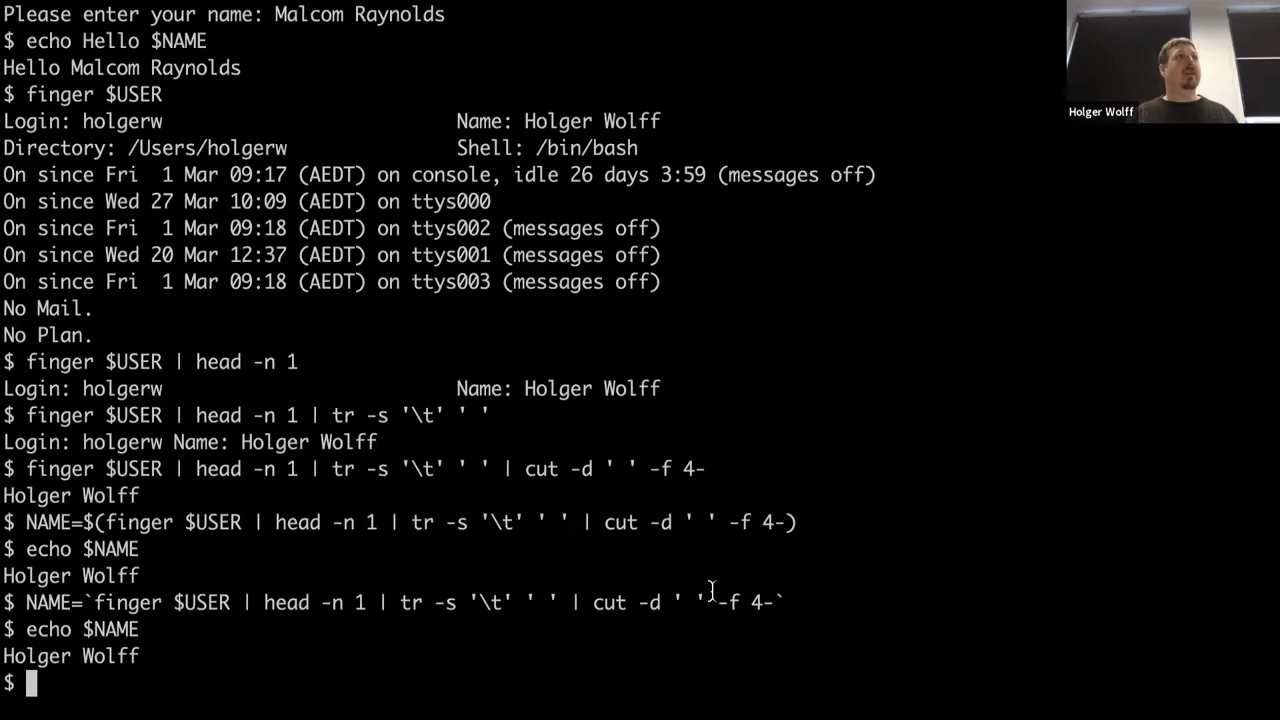 Please enter your name: Malcom Raynolds
$ echo Hello $NAME
Hello Malcom Raynolds
$ finger $USER
Login: holgerw                          Name: Holger Wolff
Directory: /Users/holgerw               Shell: /bin/bash
On since Fri  1 Mar 09:17 (AEDT) on console, idle 26 days 3:59 (messages off)
On since Wed 27 Mar 10:09 (AEDT) on ttys000
On since Fri  1 Mar 09:18 (AEDT) on ttys002 (messages off)
On since Wed 20 Mar 12:37 (AEDT) on ttys001 (messages off)
On since Fri  1 Mar 09:18 (AEDT) on ttys003 (messages off)
No Mail.
No Plan.
$ finger $USER | head -n 1
Login: holgerw                          Name: Holger Wolff
$ finger $USER | head -n 1 | tr -s '\t' ' '
Login: holgerw Name: Holger Wolff
$ finger $USER | head -n 1 | tr -s '\t' ' ' | cut -d ' ' -f 4-
Holger Wolff
$ NAME=$(finger $USER | head -n 1 | tr -s '\t' ' ' | cut -d ' ' -f 4-)
$ echo $NAME
Holger Wolff
$ NAME=`finger $USER | head -n 1 | tr -s '\t' ' ' | cut -d ' ' -f 4-`
$ echo $NAME
Holger Wolff
$
Holger Wolff